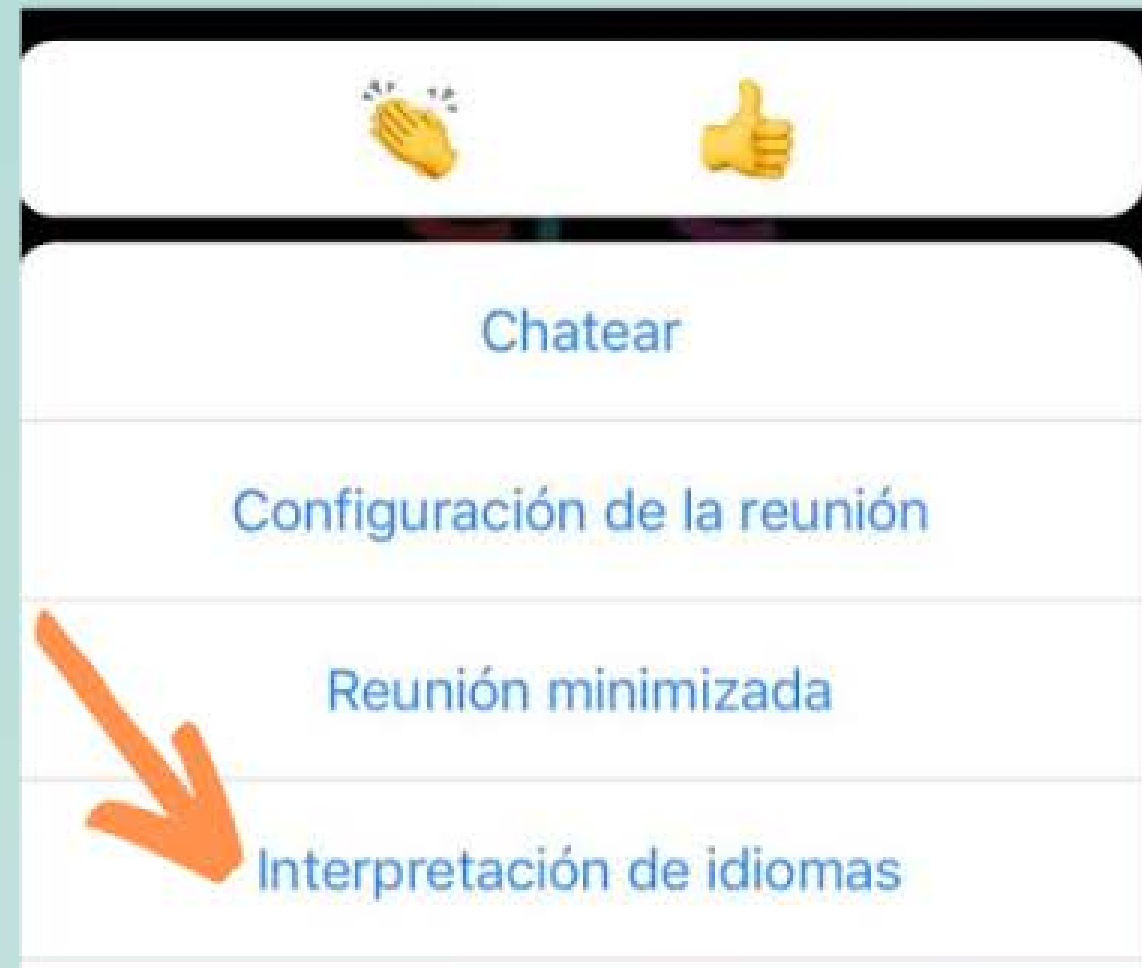 Chatear
Configuración de la reunión
Reunión minimizada
Interpretación de idiomas